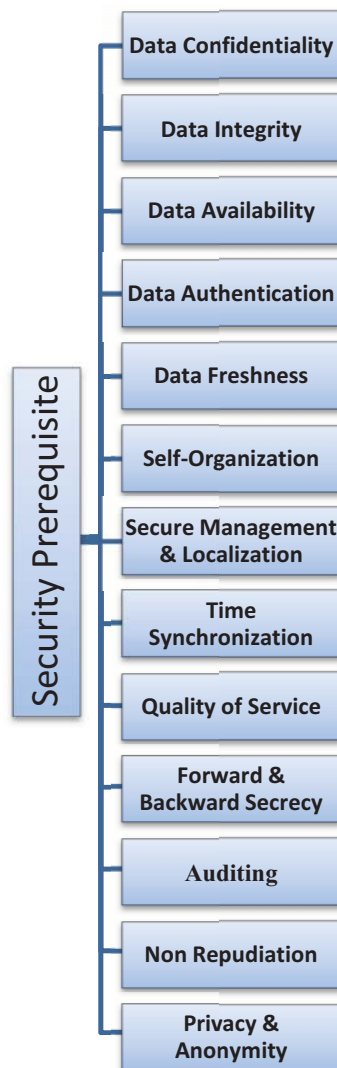 Security Prerequisite
Data Confidentiality
Data Integrity
Data Availability
Data Authentication
Data Freshness
Self-Organization
Secure Management
& Localization
Time
Synchronization
Quality of Service
Forward &
Backward Secrecy
Auditing
Non Repudiation
Privacy &
Anonymity